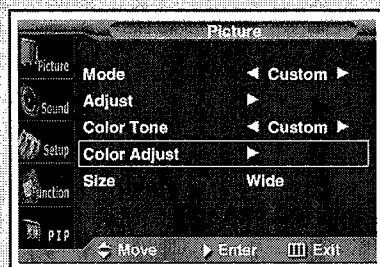 Picture
Picture
Sound
Setup
Function
PIP
Mode ◀ Custom ▶
Adjust ▶
Color Tone ◀ Custom ▶
Color Adjust ▶
Size Wide
Move Enter Exit